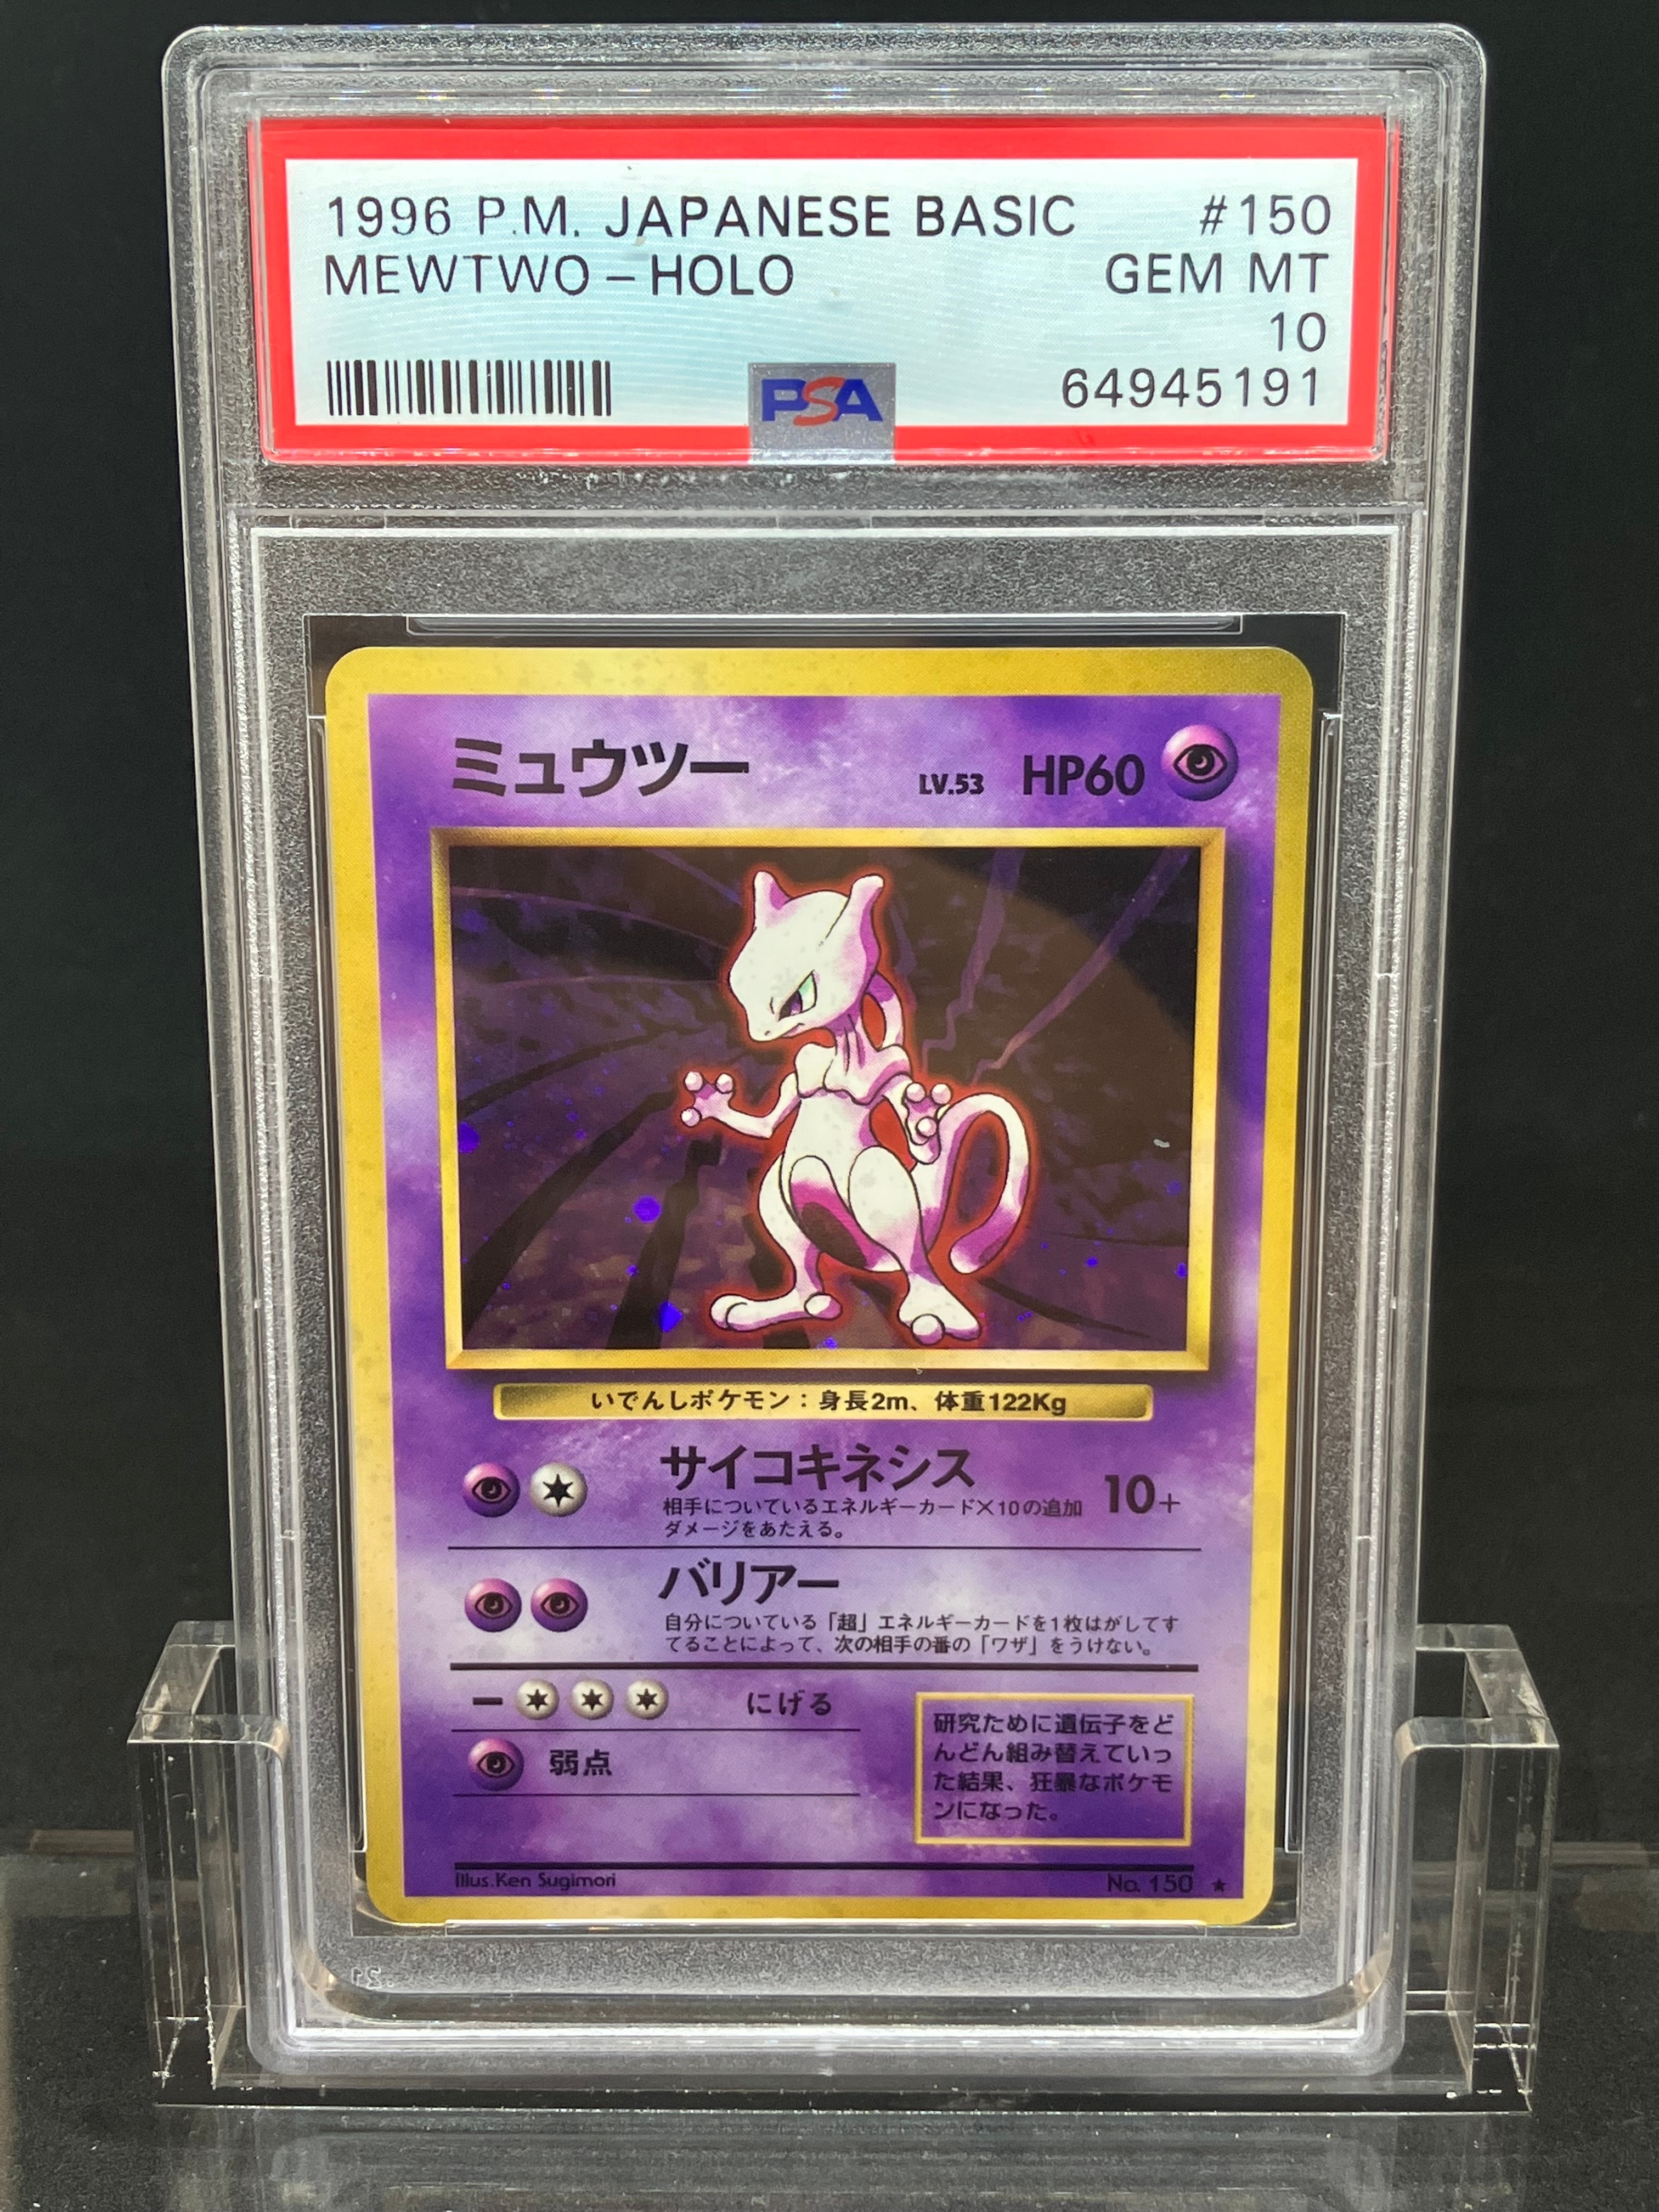 1996 P.M. JAPANESE BASIC #150
MEWTWO-HOLO GEM MT
10
PSA 64945191
ミュウツー LV.53 HP60
いでんしポケモン：身長2m、体重122Kg
サイコキネシス 10+
相手についているエネルギーカード×10の追加
ダメージをあたえる。
バリアー
自分についている「超」エネルギーカードを1枚はがしてす
てることによって、次の相手の番の「ワザ」をうけない。
ー にげる
弱点
研究ために遺伝子をど
んどん組み替えていっ
た結果、狂暴なポケモ
ンになった。
Illus.Ken Sugimori No. 150 ★